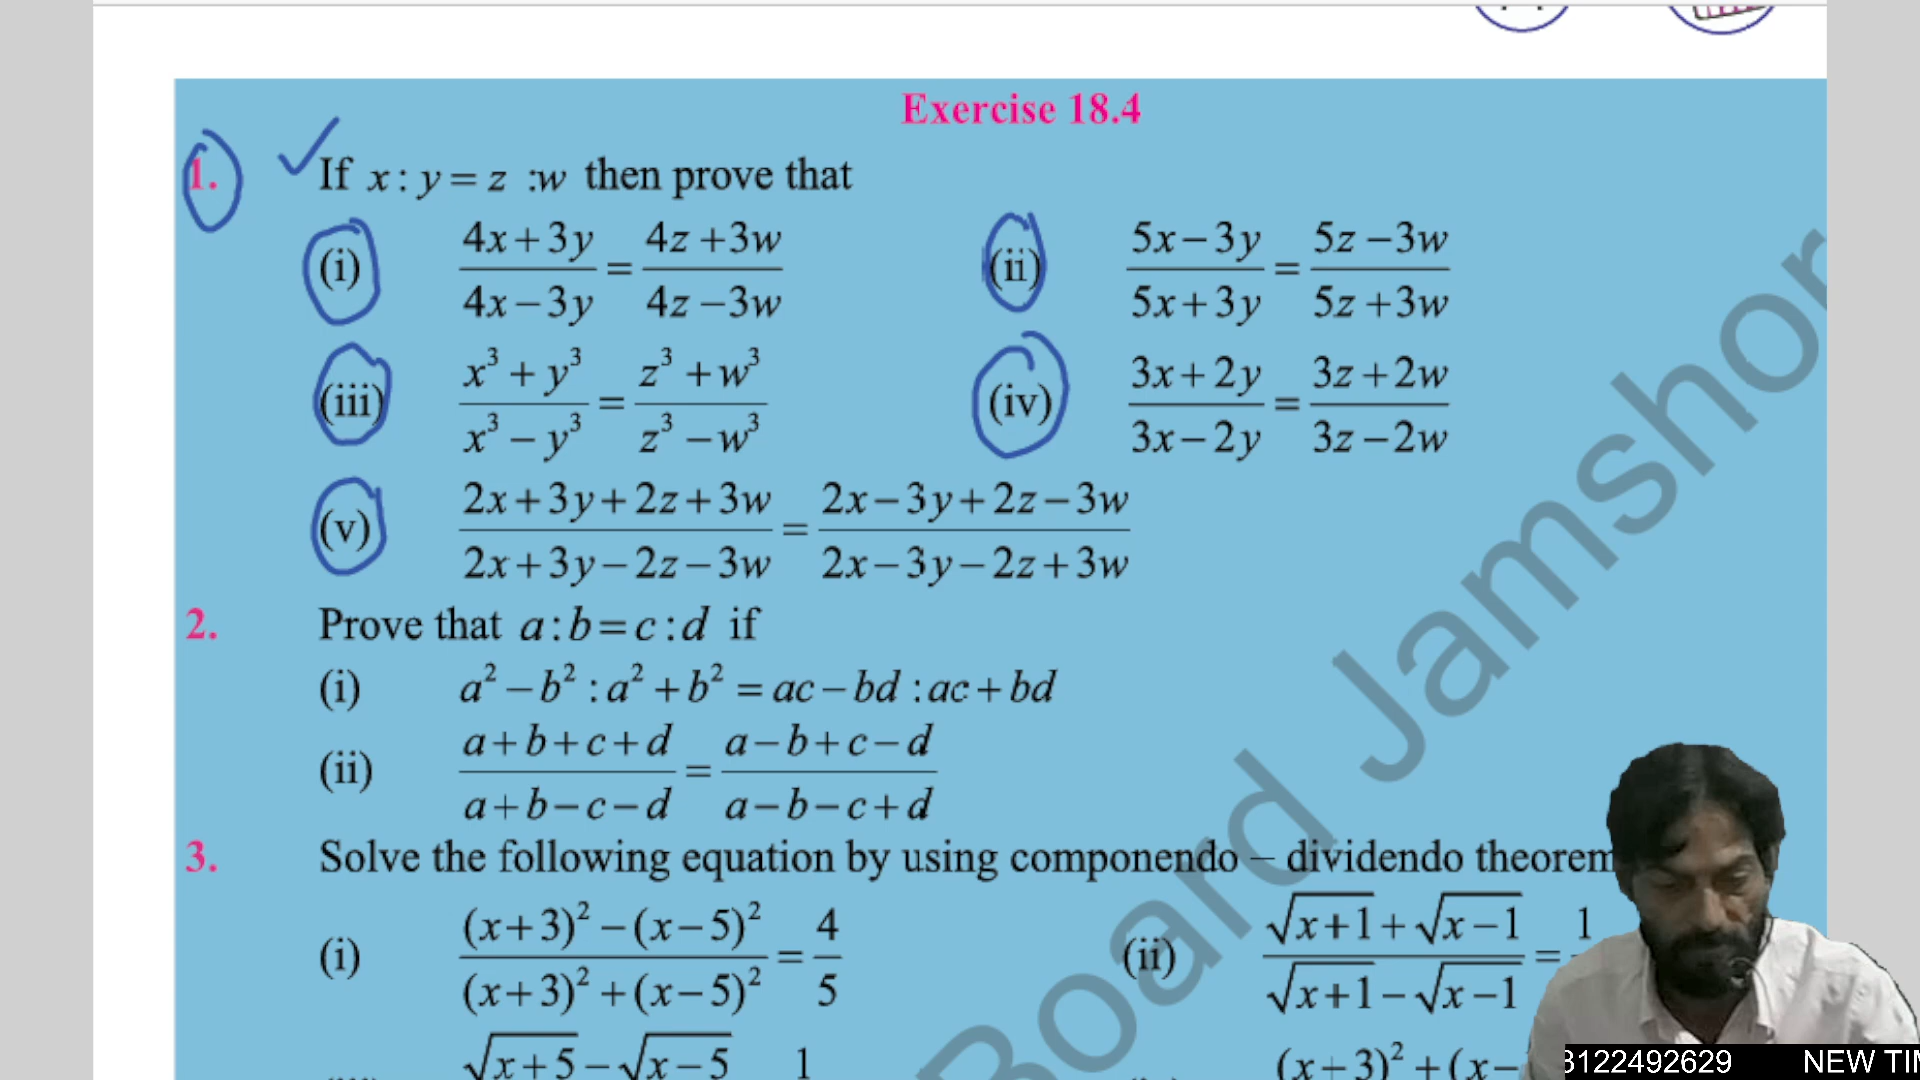 Exercise 18.4
1. If x : y = z : w then prove that
(i) (4x + 3y)/(4x − 3y) = (4z + 3w)/(4z − 3w) (ii) (5x − 3y)/(5x + 3y) = (5z − 3w)/(5z + 3w)
(iii) (x³ + y³)/(x³ − y³) = (z³ + w³)/(z³ − w³) (iv) (3x + 2y)/(3x − 2y) = (3z + 2w)/(3z − 2w)
(v) (2x + 3y + 2z + 3w)/(2x + 3y − 2z − 3w) = (2x − 3y + 2z − 3w)/(2x − 3y − 2z + 3w)
2. Prove that a : b = c : d if
(i) a² − b² : a² + b² = ac − bd : ac + bd
(ii) (a + b + c + d)/(a + b − c − d) = (a − b + c − d)/(a − b − c + d)
3. Solve the following equation by using componendo – dividendo theorem
(i) ((x + 3)² − (x − 5)²)/((x + 3)² + (x − 5)²) = 4/5 (ii) (√(x + 1) + √(x − 1))/(√(x + 1) − √(x − 1)) = 1
√(x + 5) − √(x − 5) 1 (x + 3)² + (x −
Board Jamshor
3122492629 NEW TI